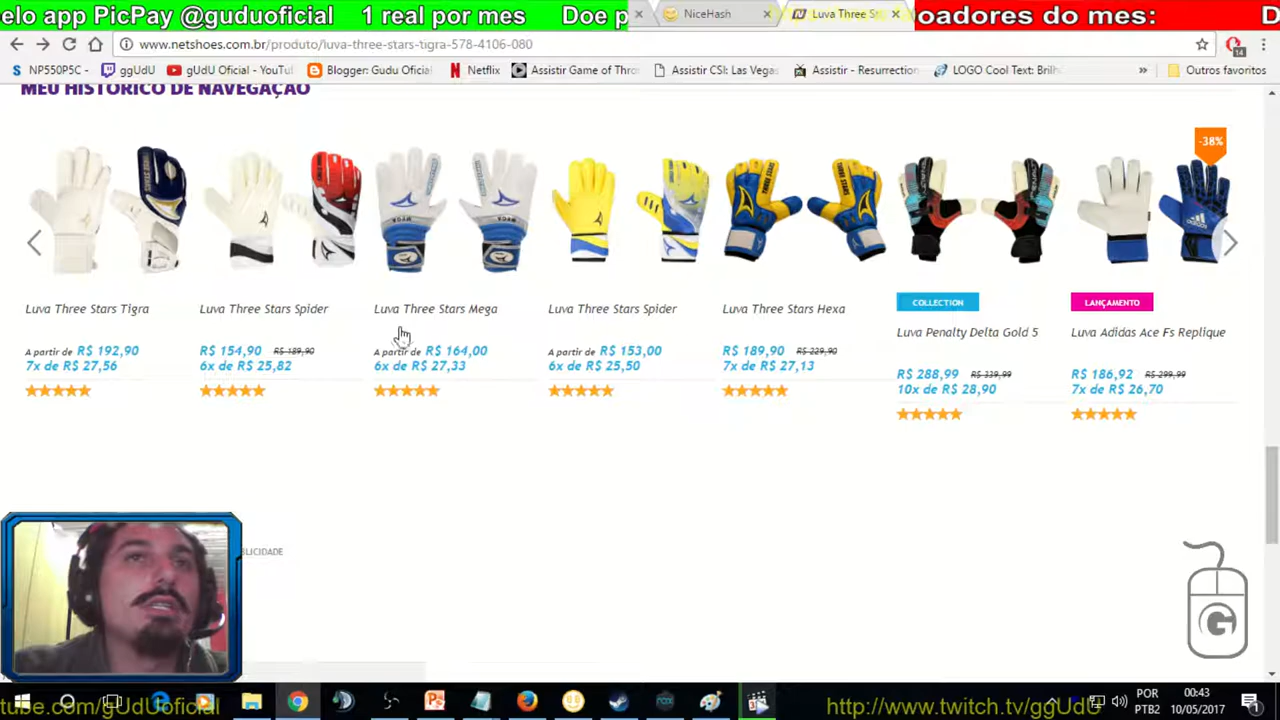 elo app PicPay @guduoficial 1 real por mes Doe p
NiceHash
Luva Three St
oadores do mes: D
www.netshoes.com.br/produto/luva-three-stars-tigra-578-4106-080
14
NP550P5C - ggUdU gUdU Oficial - YouTu Blogger: Gudu Oficial Netflix Assistir Game of Thro Assistir CSI: Las Vegas Assistir - Resurrection LOGO Cool Text: Brilh » Outros favoritos
MEU HISTÓRICO DE NAVEGAÇÃO
-38%
COLLECTION LANÇAMENTO
Luva Three Stars Tigra Luva Three Stars Spider Luva Three Stars Mega Luva Three Stars Spider Luva Three Stars Hexa
Luva Penalty Delta Gold 5 Luva Adidas Ace Fs Replique
A partir de R$ 192,90 R$ 154,90 R$ 189,90 A partir de R$ 164,00 A partir de R$ 153,00 R$ 189,90 R$ 229,90
7x de R$ 27,56 6x de R$ 25,82 6x de R$ 27,33 6x de R$ 25,50 7x de R$ 27,13
R$ 288,99 R$ 339,99 R$ 186,92 R$ 299,99
10x de R$ 28,90 7x de R$ 26,70
BLICIDADE
G
POR 00:43
PTB2 10/05/2017
tube.com/gUdUoficial
http://www.twitch.tv/ggUdU